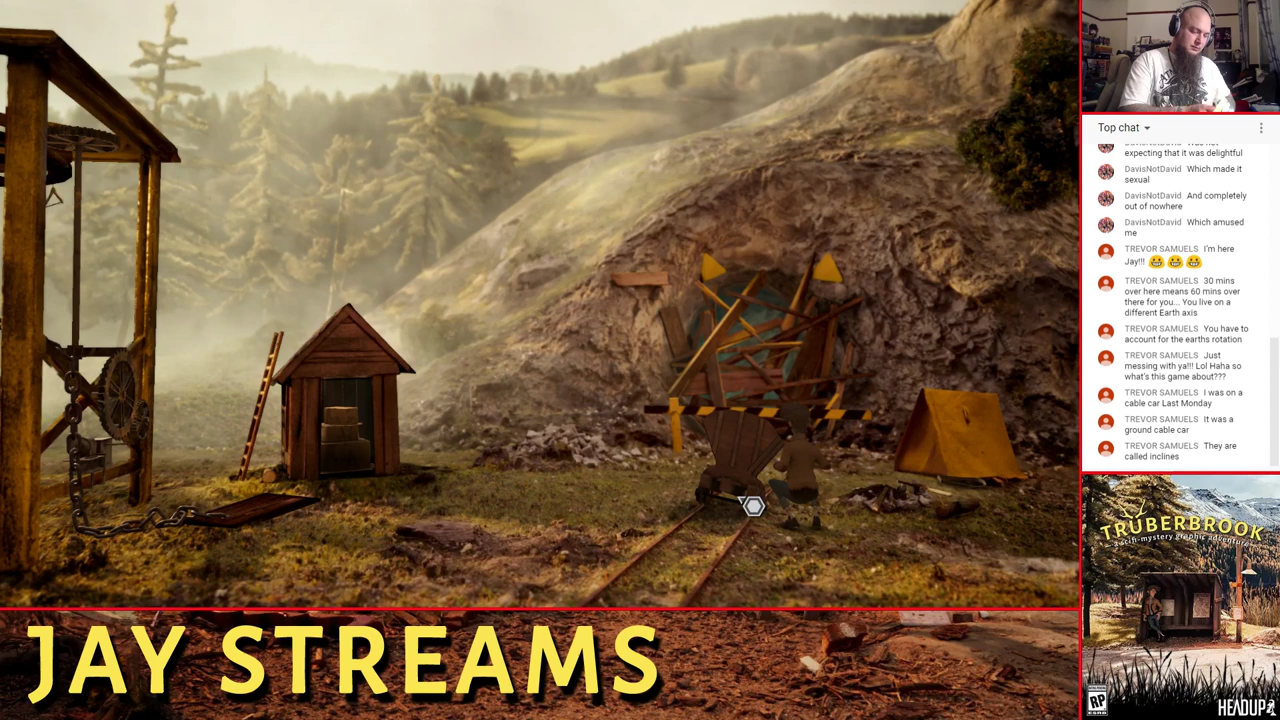 Top chat
expecting that it was delightful
DavisNotDavid Which made it
sexual
DavisNotDavid And completely
out of nowhere
DavisNotDavid Which amused
me
TREVOR SAMUELS I'm here
Jay!!! 😀 😀 😀
TREVOR SAMUELS 30 mins
over here means 60 mins over
there for you... You live on a
different Earth axis
TREVOR SAMUELS You have to
account for the earths rotation
TREVOR SAMUELS Just
messing with ya!!! Lol Haha so
what's this game about???
TREVOR SAMUELS I was on a
cable car Last Monday
TREVOR SAMUELS It was a
ground cable car
TREVOR SAMUELS They are
called inclines
TRÜBERBROOK
a sci-fi-mystery graphic adventure
RP
ESRB
HEADUP
JAY STREAMS